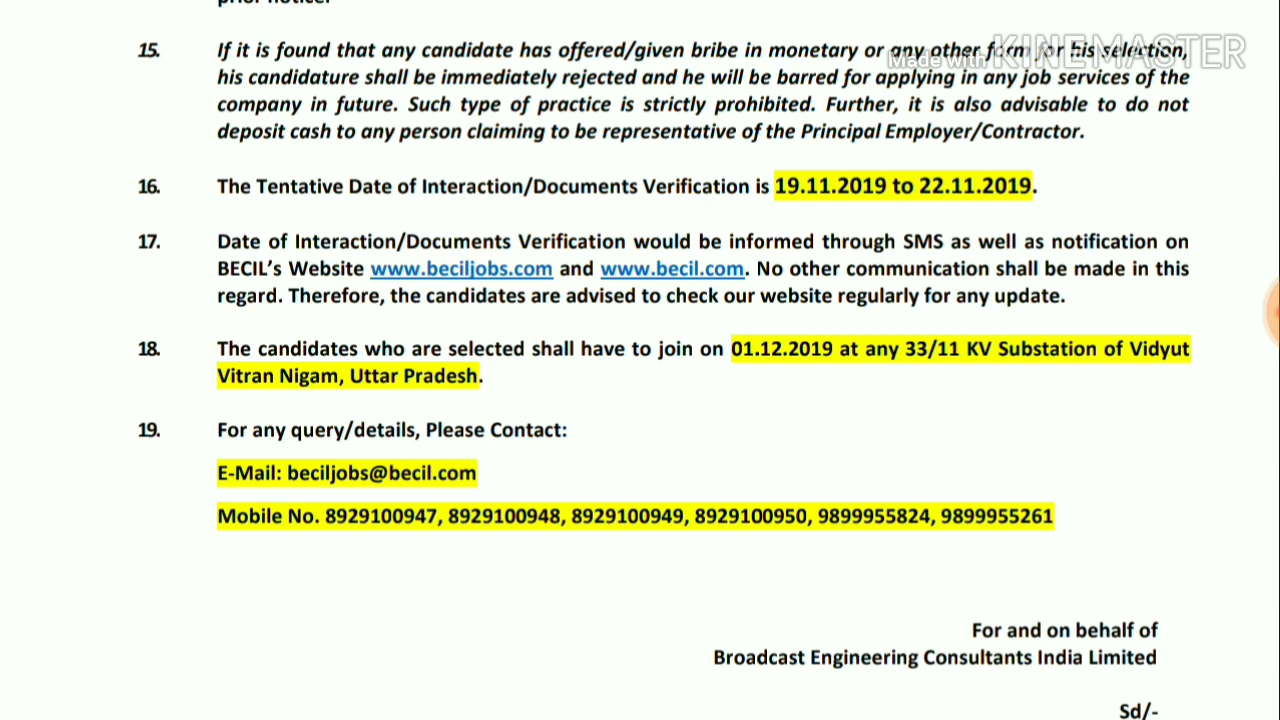 prior notice.
15. If it is found that any candidate has offered/given bribe in monetary or any other form for his selection,
Made with KINEMASTER
his candidature shall be immediately rejected and he will be barred for applying in any job services of the
company in future. Such type of practice is strictly prohibited. Further, it is also advisable to do not
deposit cash to any person claiming to be representative of the Principal Employer/Contractor.
16. The Tentative Date of Interaction/Documents Verification is 19.11.2019 to 22.11.2019.
17. Date of Interaction/Documents Verification would be informed through SMS as well as notification on
BECIL’s Website www.beciljobs.com and www.becil.com. No other communication shall be made in this
regard. Therefore, the candidates are advised to check our website regularly for any update.
18. The candidates who are selected shall have to join on 01.12.2019 at any 33/11 KV Substation of Vidyut
Vitran Nigam, Uttar Pradesh.
19. For any query/details, Please Contact:
E-Mail: beciljobs@becil.com
Mobile No. 8929100947, 8929100948, 8929100949, 8929100950, 9899955824, 9899955261
For and on behalf of
Broadcast Engineering Consultants India Limited
Sd/-